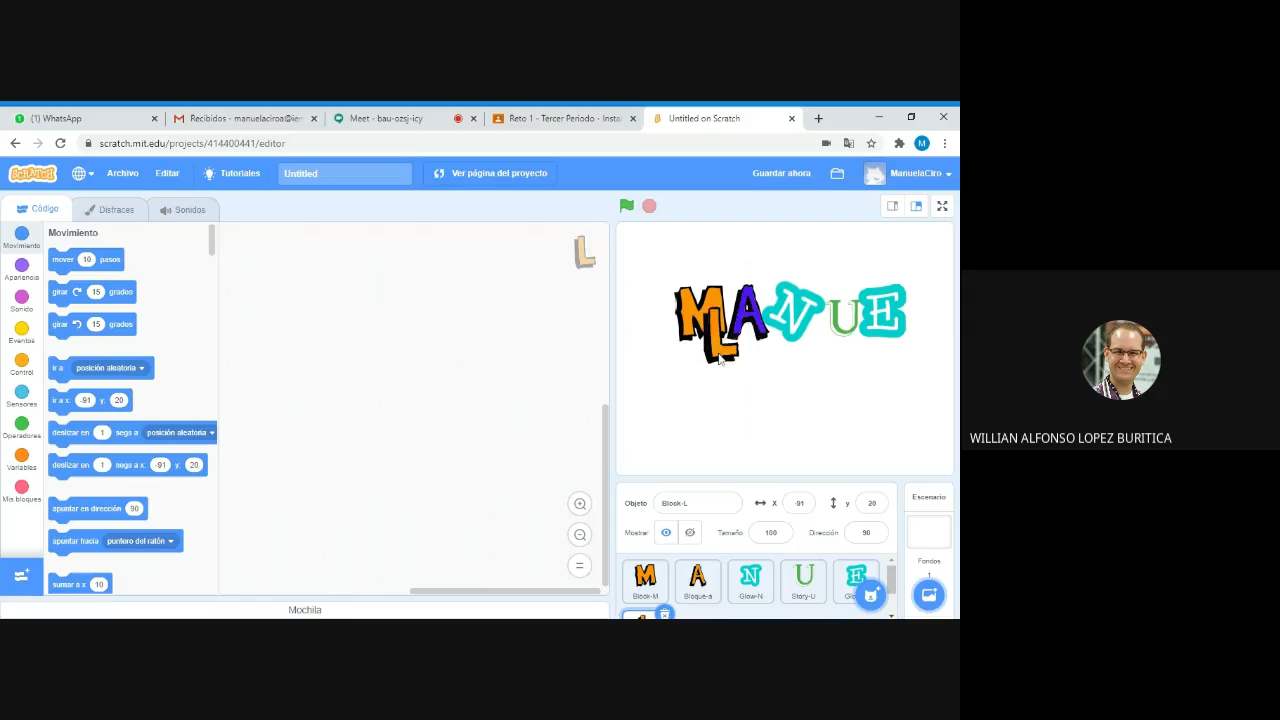 (1) WhatsApp
Recibidos - manuelaciroa@ien
Meet - bau-ozsj-icy
Reto 1 - Tercer Periodo - Instal
Untitled on Scratch
scratch.mit.edu/projects/414400441/editor
M
SCRATCH
Archivo
Editar
Tutoriales
Untitled
Ver página del proyecto
Guardar ahora
ManuelaCiro
Código
Disfraces
Sonidos
Movimiento
Apariencia
Sonido
Eventos
Control
Sensores
Operadores
Variables
Mis bloques
Movimiento
mover 10 pasos
girar 15 grados
girar 15 grados
ir a posición aleatoria
ir a x: -91 y: 20
deslizar en 1 segs a posición aleatoria
deslizar en 1 segs a x: -91 y: 20
apuntar en dirección 90
apuntar hacia puntero del ratón
sumar a x 10
L
Mochila
M A N U E
L
Objeto Block-L X -91 y 20
Mostrar Tamaño 100 Dirección 90
M A N U E
Block-M Bloque-a Glow-N Story-U
Escenario
Fondos
1
WILLIAN ALFONSO LOPEZ BURITICA